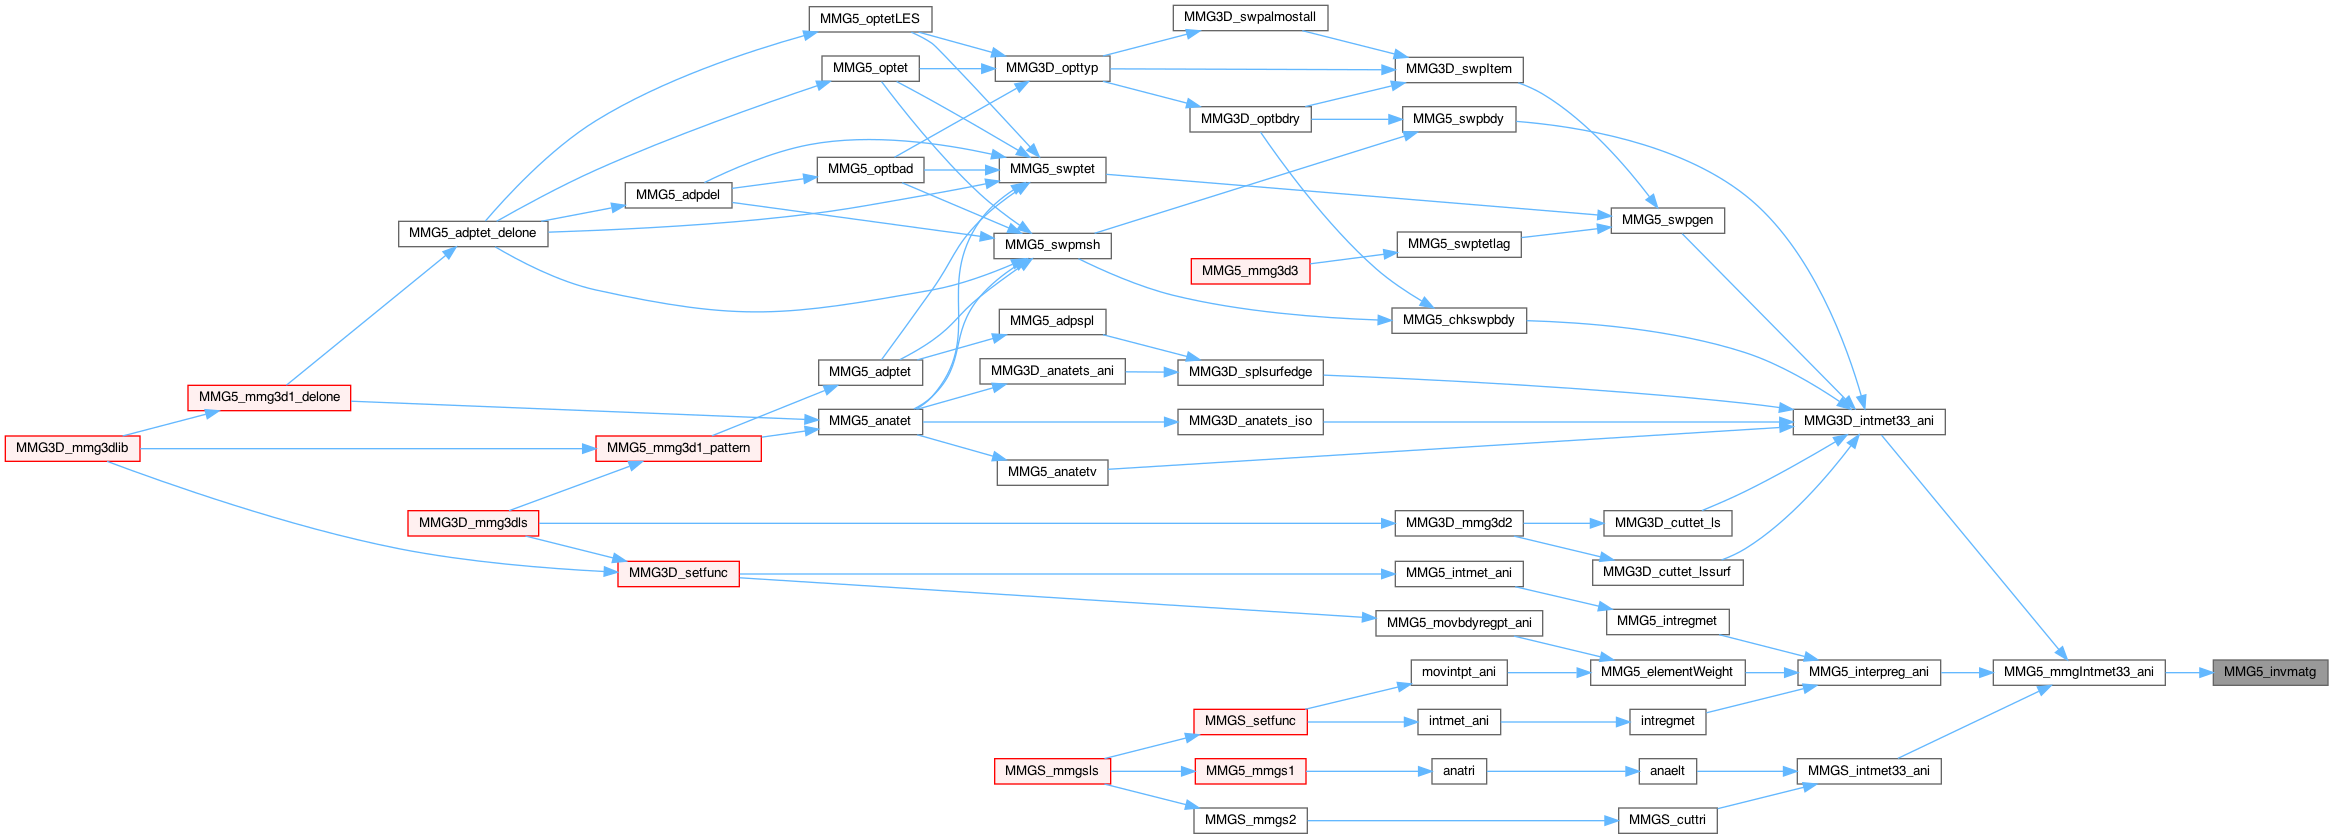 MMG5_optetLES
MMG3D_swpalmostall
MMG5_optet
MMG3D_opttyp
MMG3D_swpItem
MMG3D_optbdry
MMG5_swpbdy
MMG5_optbad
MMG5_swptet
MMG5_adpdel
MMG5_swpgen
MMG5_adptet_delone
MMG5_swpmsh
MMG5_swptetlag
MMG5_mmg3d3
MMG5_adpspl
MMG5_chkswpbdy
MMG5_adptet
MMG3D_anatets_ani
MMG3D_splsurfedge
MMG5_mmg3d1_delone
MMG5_anatet
MMG3D_anatets_iso
MMG3D_intmet33_ani
MMG3D_mmg3dlib
MMG5_mmg3d1_pattern
MMG5_anatetv
MMG3D_mmg3dls
MMG3D_mmg3d2
MMG3D_cuttet_ls
MMG3D_setfunc
MMG5_intmet_ani
MMG3D_cuttet_lssurf
MMG5_movbdyregpt_ani
MMG5_intregmet
movintpt_ani
MMG5_elementWeight
MMG5_interpreg_ani
MMG5_mmgIntmet33_ani
MMG5_invmatg
MMGS_setfunc
intmet_ani
intregmet
MMGS_mmgsls
MMG5_mmgs1
anatri
anaelt
MMGS_intmet33_ani
MMGS_mmgs2
MMGS_cuttri